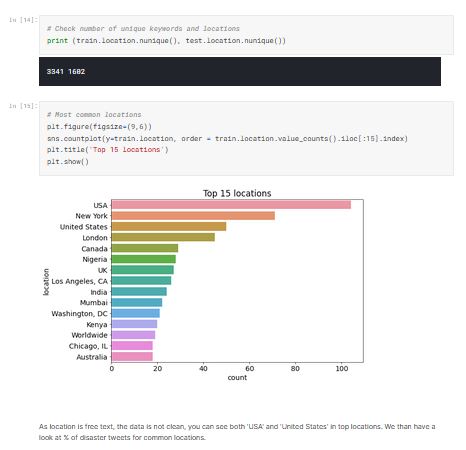 In [14]:
# Check number of unique keywords and locations
print (train.location.nunique(), test.location.nunique())
3341 1602
In [15]:
# Most common locations
plt.figure(figsize=(9,6))
sns.countplot(y=train.location, order = train.location.value_counts().iloc[:15].index)
plt.title('Top 15 locations')
plt.show()
Top 15 locations
USA
New York
United States
London
Canada
Nigeria
UK
Los Angeles, CA
India
Mumbai
Washington, DC
Kenya
Worldwide
Chicago, IL
Australia
location
0 20 40 60 80 100
count
As location is free text, the data is not clean, you can see both 'USA' and 'United States' in top locations. We than have a
look at % of disaster tweets for common locations.